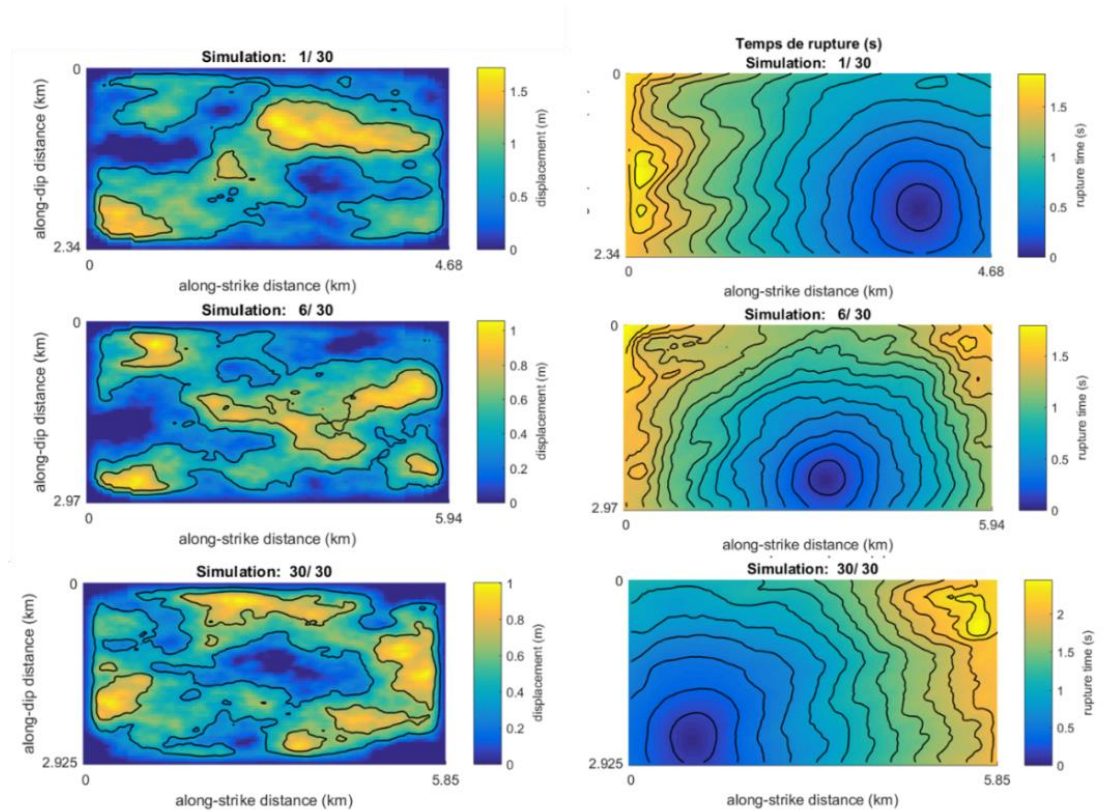 Simulation: 1/ 30
0
2.34
along-dip distance (km)
0
4.68
along-strike distance (km)
1.5
1
0.5
0
displacement (m)
Temps de rupture (s)
Simulation: 1/ 30
0
2.34
0
4.68
along-strike distance (km)
1.5
1
0.5
0
rupture time (s)
Simulation: 6/ 30
0
2.97
along-dip distance (km)
0
5.94
along-strike distance (km)
1
0.8
0.6
0.4
0.2
0
displacement (m)
Simulation: 6/ 30
0
2.97
0
5.94
along-strike distance (km)
1.5
1
0.5
0
rupture time (s)
Simulation: 30/ 30
0
2.925
along-dip distance (km)
0
5.85
along-strike distance (km)
1
0.8
0.6
0.4
0.2
0
displacement (m)
Simulation: 30/ 30
0
2.925
0
5.85
along-strike distance (km)
2
1.5
1
0.5
0
rupture time (s)